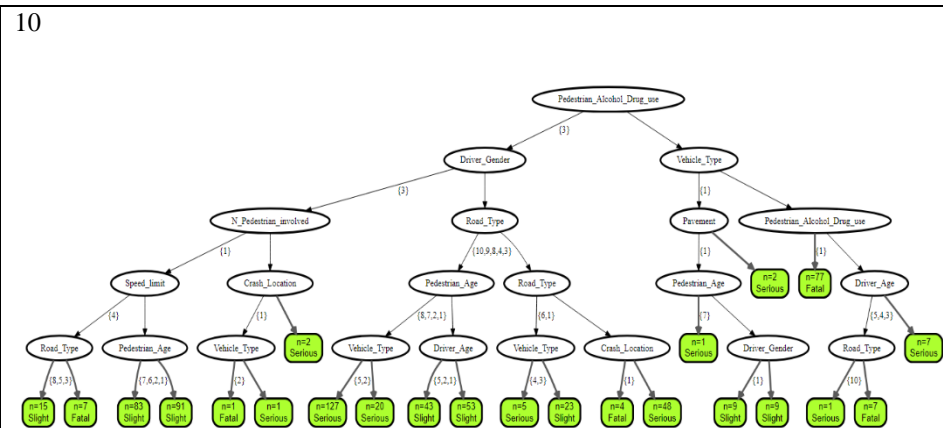 10
Pedestrian_Alcohol_Drug_use
{3}
Driver_Gender
Vehicle_Type
{3}
{1}
N_Pedestrian_involved
Road_Type
Pavement
Pedestrian_Alcohol_Drug_use
{1}
{10,9,8,4,3}
{1}
{1}
Speed_limit
Crash_Location
Pedestrian_Age
Road_Type
Pedestrian_Age
n=2
Serious
n=77
Fatal
Driver_Age
{4}
{1}
{8,7,2,1}
{6,1}
{7}
{5,4,3}
Road_Type
Pedestrian_Age
Vehicle_Type
n=2
Serious
Vehicle_Type
Driver_Age
Vehicle_Type
Crash_Location
n=1
Serious
Driver_Gender
Road_Type
n=7
Serious
{8,5,3}
{7,6,2,1}
{2}
{5,2}
{5,2,1}
{4,3}
{1}
{1}
{10}
n=15
Slight
n=7
Fatal
n=83
Slight
n=91
Slight
n=1
Fatal
n=1
Serious
n=127
Serious
n=20
Serious
n=43
Slight
n=53
Slight
n=5
Serious
n=23
Slight
n=4
Fatal
n=48
Serious
n=9
Slight
n=9
Slight
n=1
Serious
n=7
Fatal